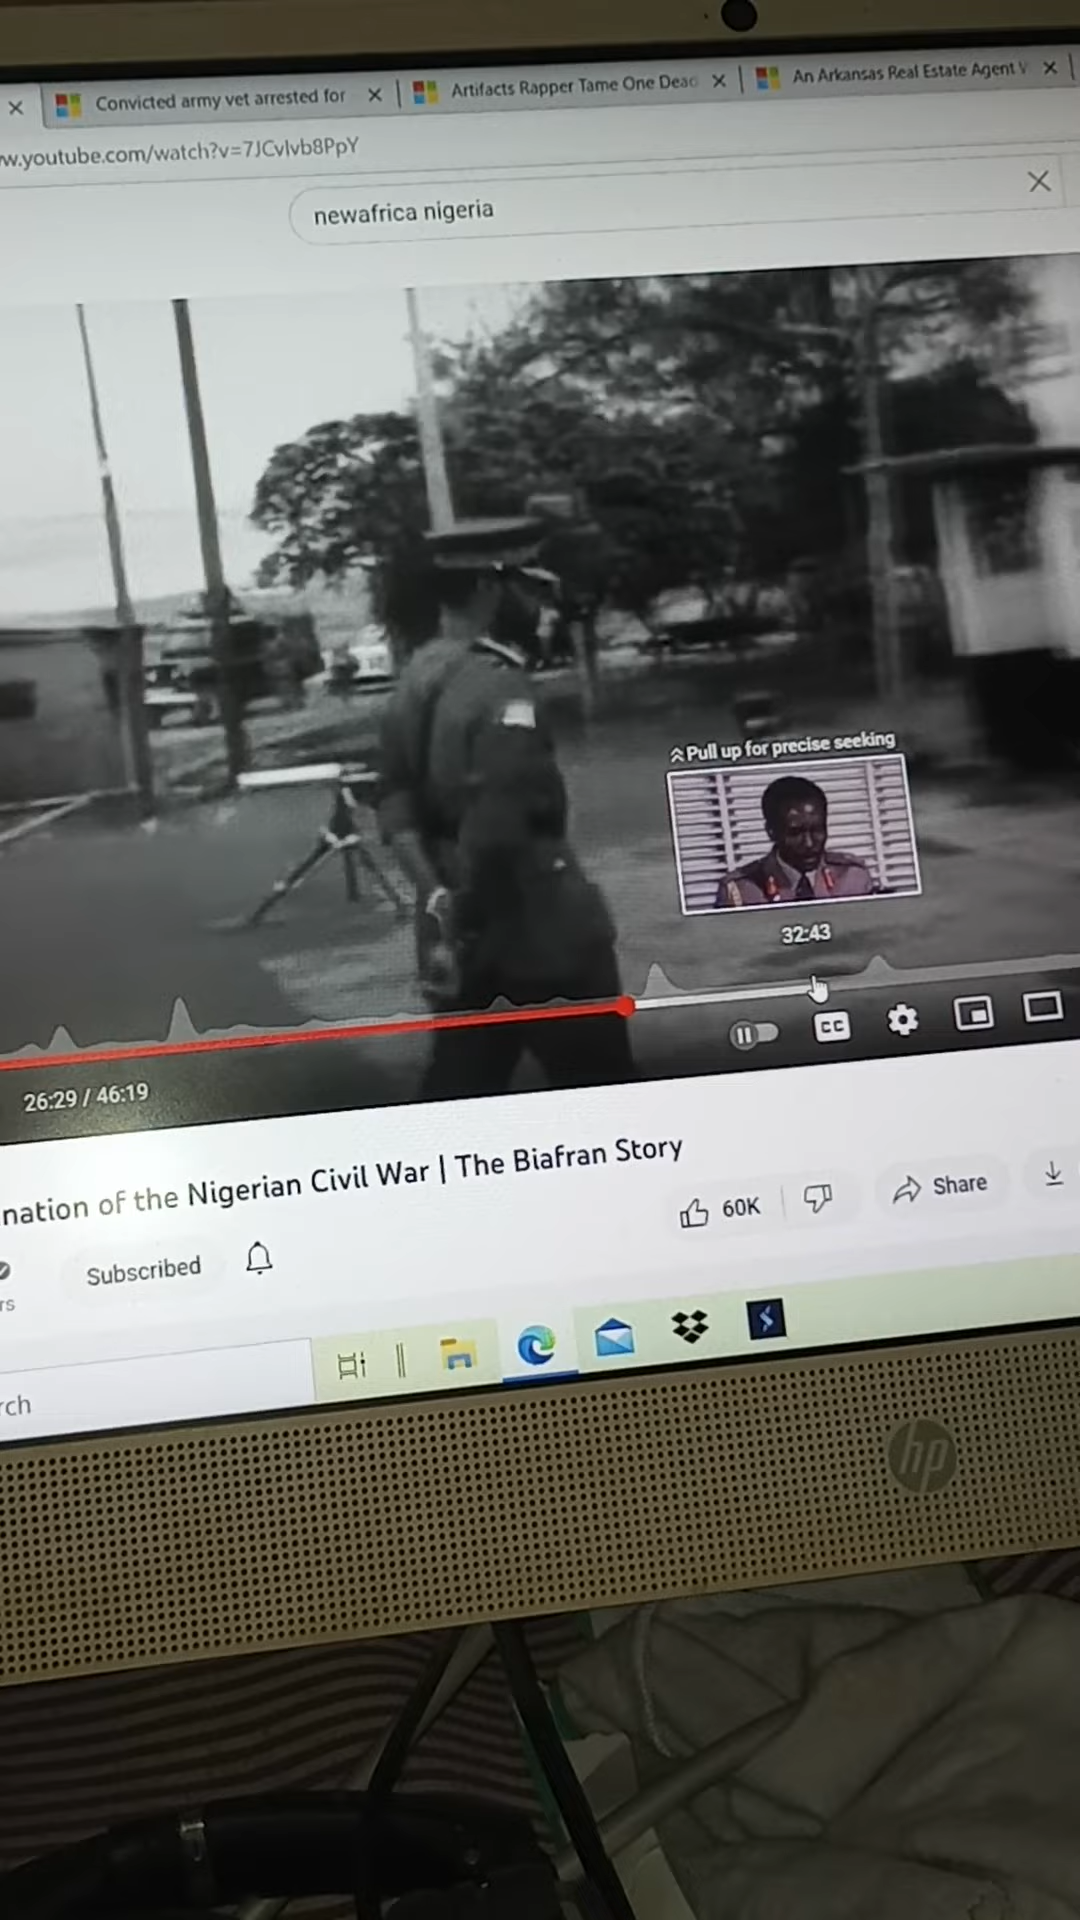 Convicted army vet arrested for
Artifacts Rapper Tame One Dead
An Arkansas Real Estate Agent
w.youtube.com/watch?v=7JCvlvb8PpY
newafrica nigeria
Pull up for precise seeking
32:43
CC
26:29 / 46:19
nation of the Nigerian Civil War | The Biafran Story
60K
Share
Subscribed
rs
rch
hp